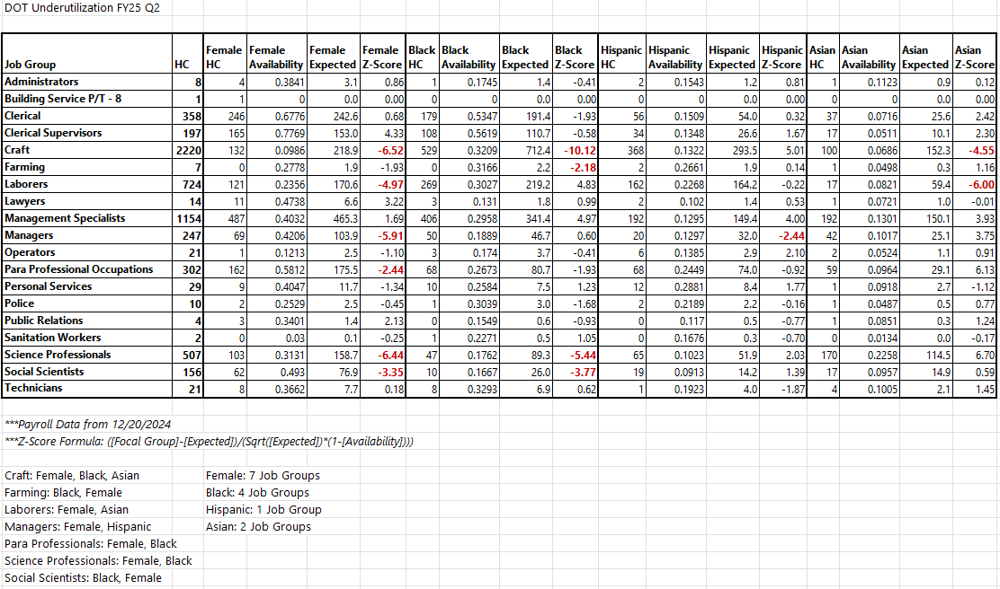 DOT Underutilization FY25 Q2
Job Group HC Female HC Female Availability Female Expected Female Z-Score Black HC Black Availability Black Expected Black Z-Score Hispanic HC Hispanic Availability Hispanic Expected Hispanic Z-Score Asian HC Asian Availability Asian Expected Asian Z-Score
Administrators 8 4 0.3841 3.1 0.86 1 0.1745 1.4 -0.41 2 0.1543 1.2 0.81 1 0.1123 0.9 0.12
Building Service P/T - 8 1 1 0 0.0 0.00 0 0 0.0 0.00 0 0 0.0 0.00 0 0 0.0 0.00
Clerical 358 246 0.6776 242.6 0.68 179 0.5347 191.4 -1.93 56 0.1509 54.0 0.32 37 0.0716 25.6 2.42
Clerical Supervisors 197 165 0.7769 153.0 4.33 108 0.5619 110.7 -0.58 34 0.1348 26.6 1.67 17 0.0511 10.1 2.30
Craft 2220 132 0.0986 218.9 -6.52 529 0.3209 712.4 -10.12 368 0.1322 293.5 5.01 100 0.0686 152.3 -4.55
Farming 7 0 0.2778 1.9 -1.93 0 0.3166 2.2 -2.18 2 0.2661 1.9 0.14 1 0.0498 0.3 1.16
Laborers 724 121 0.2356 170.6 -4.97 269 0.3027 219.2 4.83 162 0.2268 164.2 -0.22 17 0.0821 59.4 -6.00
Lawyers 14 11 0.4738 6.6 3.22 3 0.131 1.8 0.99 2 0.102 1.4 0.53 1 0.0721 1.0 -0.01
Management Specialists 1154 487 0.4032 465.3 1.69 406 0.2958 341.4 4.97 192 0.1295 149.4 4.00 192 0.1301 150.1 3.93
Managers 247 69 0.4206 103.9 -5.91 50 0.1889 46.7 0.60 20 0.1297 32.0 -2.44 42 0.1017 25.1 3.75
Operators 21 1 0.1213 2.5 -1.10 3 0.174 3.7 -0.41 6 0.1385 2.9 2.10 2 0.0524 1.1 0.91
Para Professional Occupations 302 162 0.5812 175.5 -2.44 68 0.2673 80.7 -1.93 68 0.2449 74.0 -0.92 59 0.0964 29.1 6.13
Personal Services 29 9 0.4047 11.7 -1.34 10 0.2584 7.5 1.23 12 0.2881 8.4 1.77 1 0.0918 2.7 -1.12
Police 10 2 0.2529 2.5 -0.45 1 0.3039 3.0 -1.68 2 0.2189 2.2 -0.16 1 0.0487 0.5 0.77
Public Relations 4 3 0.3401 1.4 2.13 0 0.1549 0.6 -0.93 0 0.117 0.5 -0.77 1 0.0851 0.3 1.24
Sanitation Workers 2 0 0.03 0.1 -0.25 1 0.2271 0.5 1.05 0 0.1676 0.3 -0.70 0 0.0134 0.0 -0.17
Science Professionals 507 103 0.3131 158.7 -6.44 47 0.1762 89.3 -5.44 65 0.1023 51.9 2.03 170 0.2258 114.5 6.70
Social Scientists 156 62 0.493 76.9 -3.35 10 0.1667 26.0 -3.77 19 0.0913 14.2 1.39 17 0.0957 14.9 0.59
Technicians 21 8 0.3662 7.7 0.18 8 0.3293 6.9 0.62 1 0.1923 4.0 -1.87 4 0.1005 2.1 1.45
***Payroll Data from 12/20/2024
***Z-Score Formula: ([Focal Group]-[Expected])/(Sqrt([Expected])*(1-[Availability])))
Craft: Female, Black, Asian Female: 7 Job Groups
Farming: Black, Female Black: 4 Job Groups
Laborers: Female, Asian Hispanic: 1 Job Group
Managers: Female, Hispanic Asian: 2 Job Groups
Para Professionals: Female, Black
Science Professionals: Female, Black
Social Scientists: Black, Female